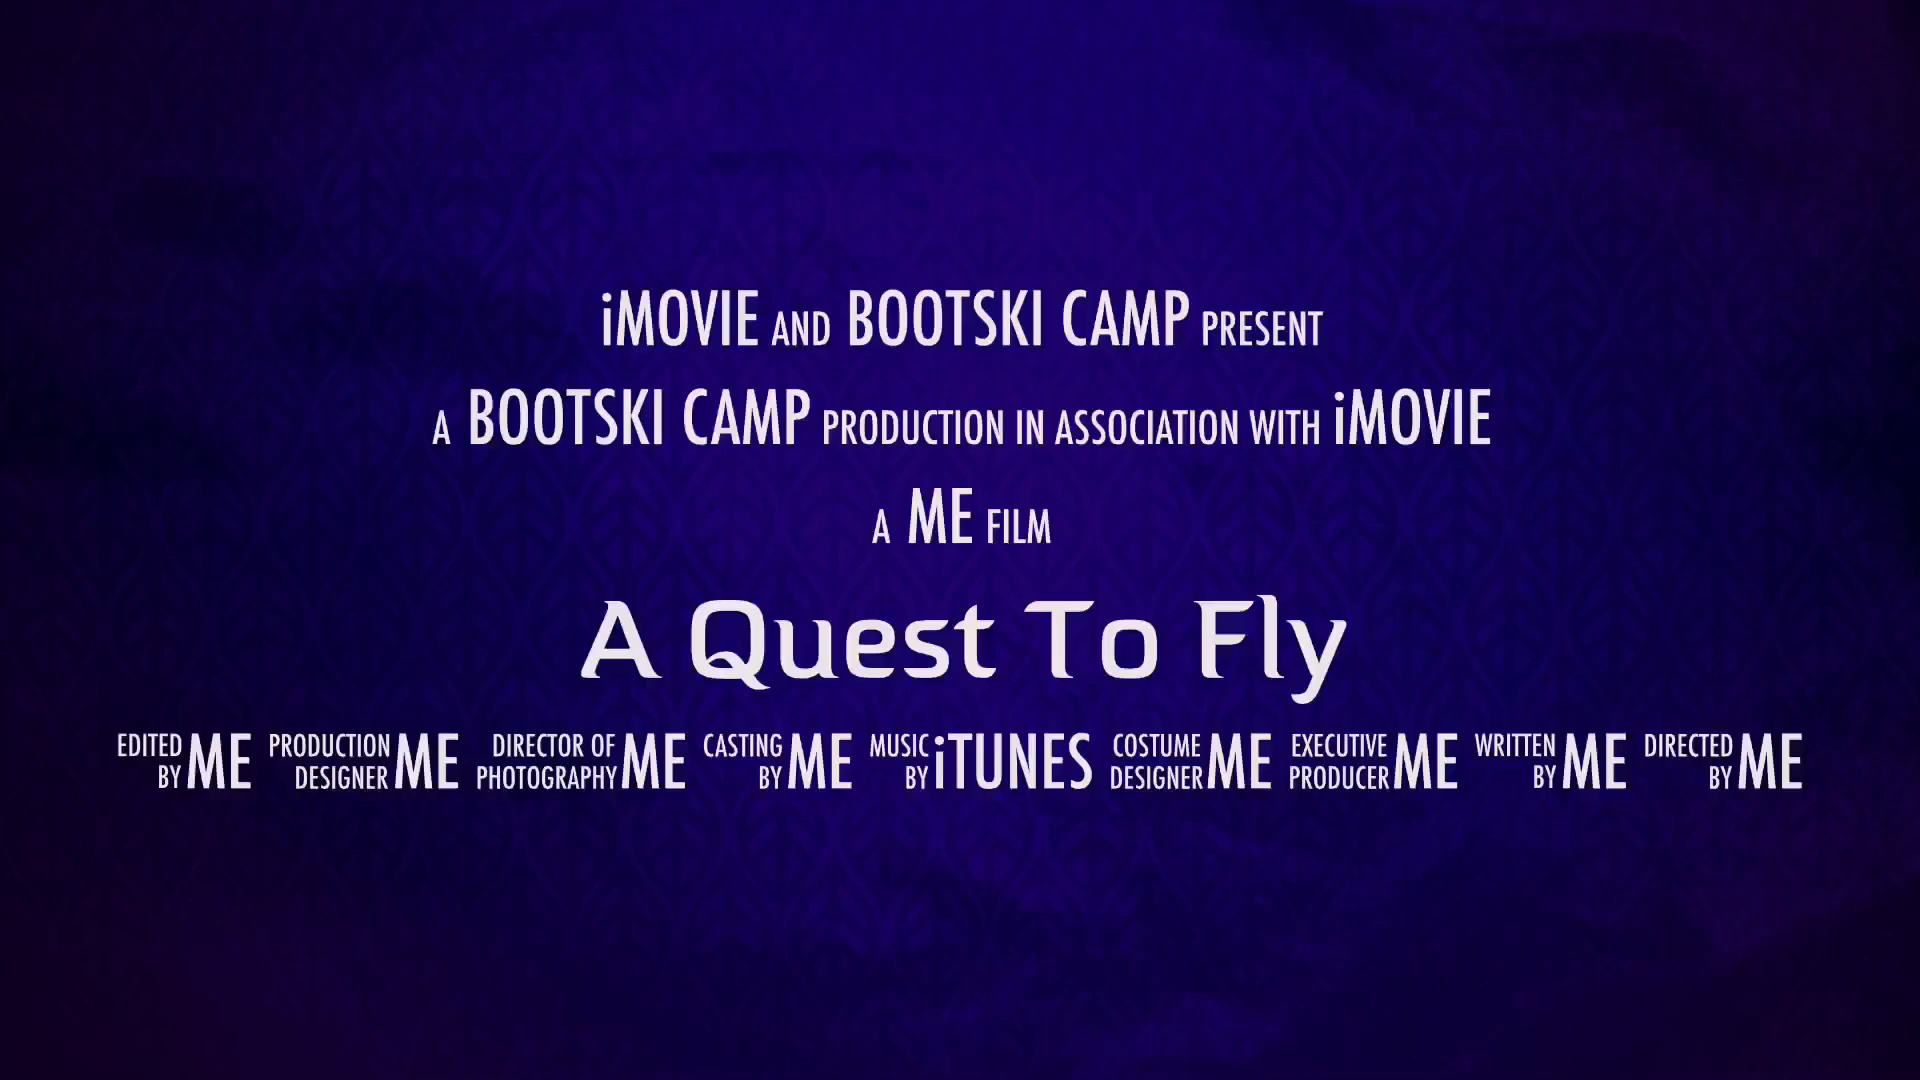 iMOVIE AND BOOTSKI CAMP PRESENT
A BOOTSKI CAMP PRODUCTION IN ASSOCIATION WITH iMOVIE
A ME FILM
A Quest To Fly
EDITED BY ME PRODUCTION DESIGNER ME DIRECTOR OF PHOTOGRAPHY ME CASTING BY ME MUSIC BY iTUNES COSTUME DESIGNER ME EXECUTIVE PRODUCER ME WRITTEN BY ME DIRECTED BY ME